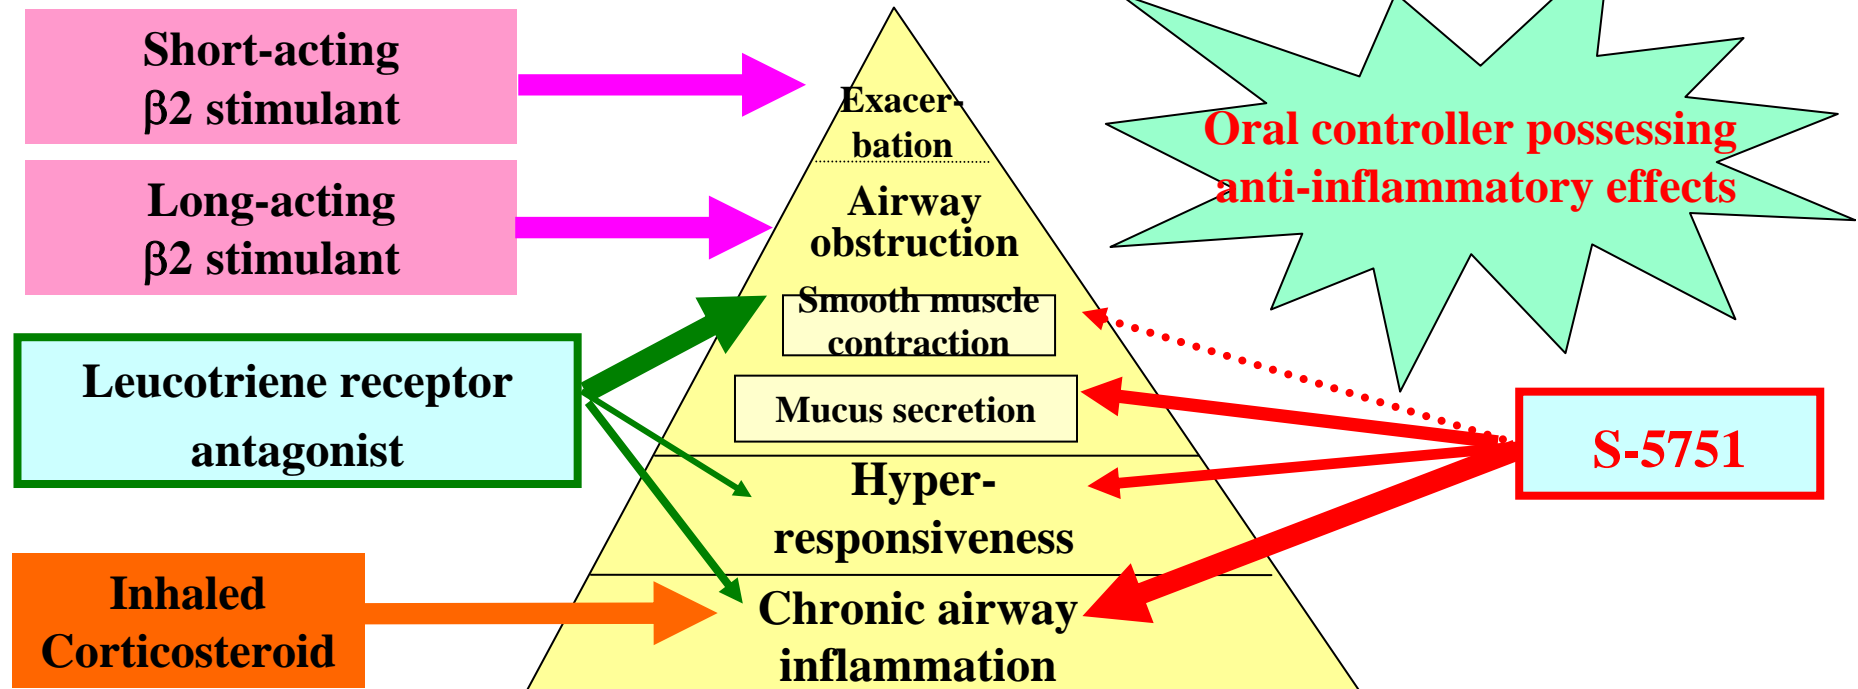 Short-acting
β2 stimulant
Long-acting
β2 stimulant
Leucotriene receptor
antagonist
Inhaled
Corticosteroid
Exacer-
bation
Airway
obstruction
Smooth muscle
contraction
Mucus secretion
Hyper-
responsiveness
Chronic airway
inflammation
Oral controller possessing
anti-inflammatory effects
S-5751